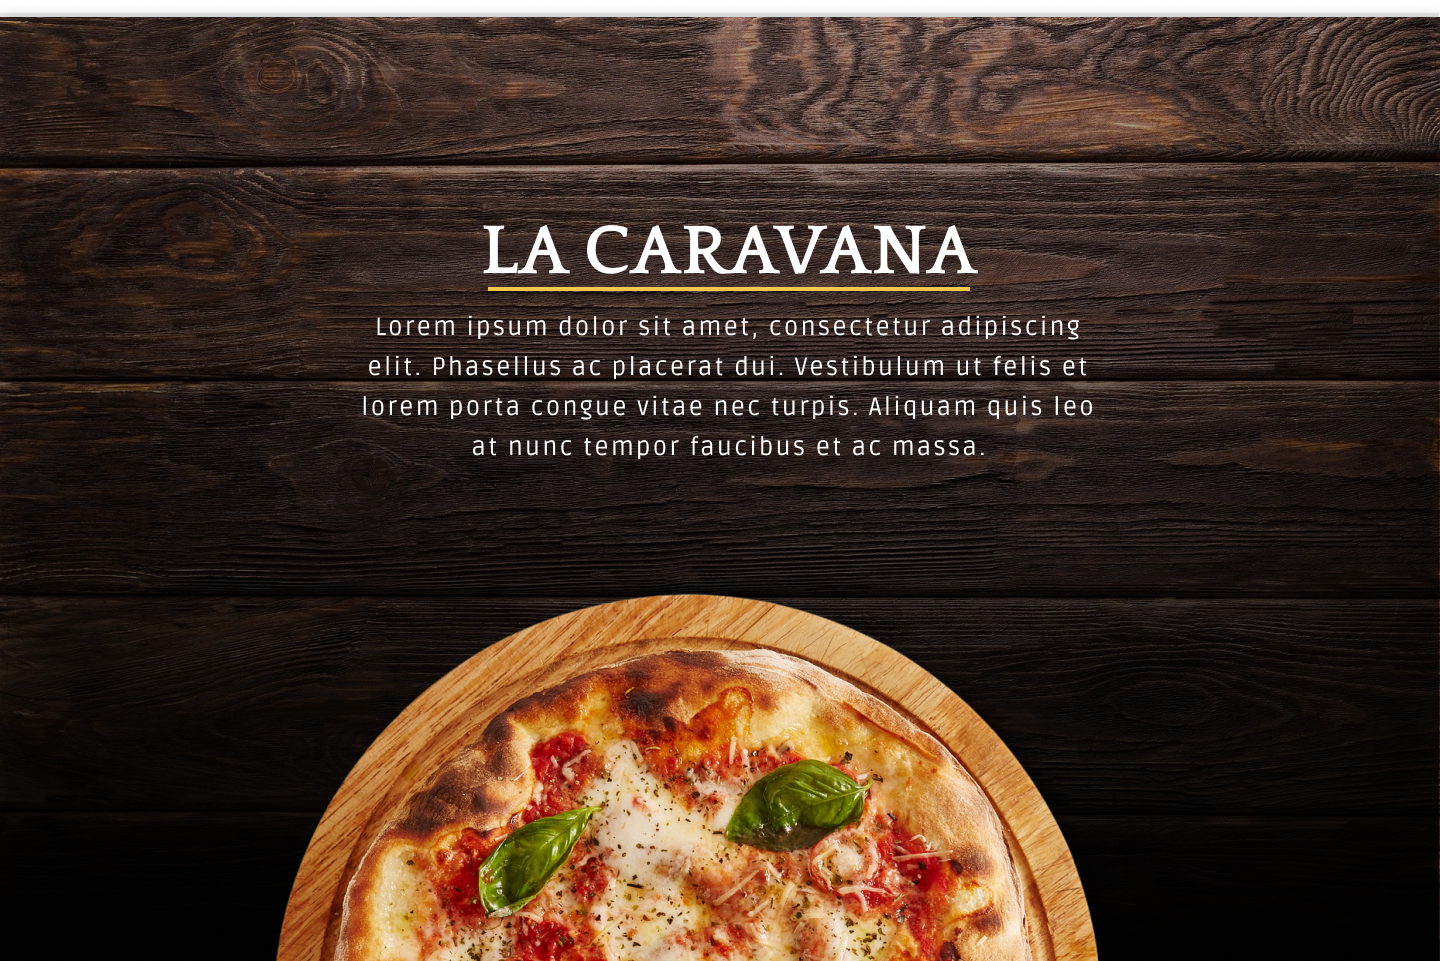 LA CARAVANA
Lorem ipsum dolor sit amet, consectetur adipiscing
elit. Phasellus ac placerat dui. Vestibulum ut felis et
lorem porta congue vitae nec turpis. Aliquam quis leo
at nunc tempor faucibus et ac massa.